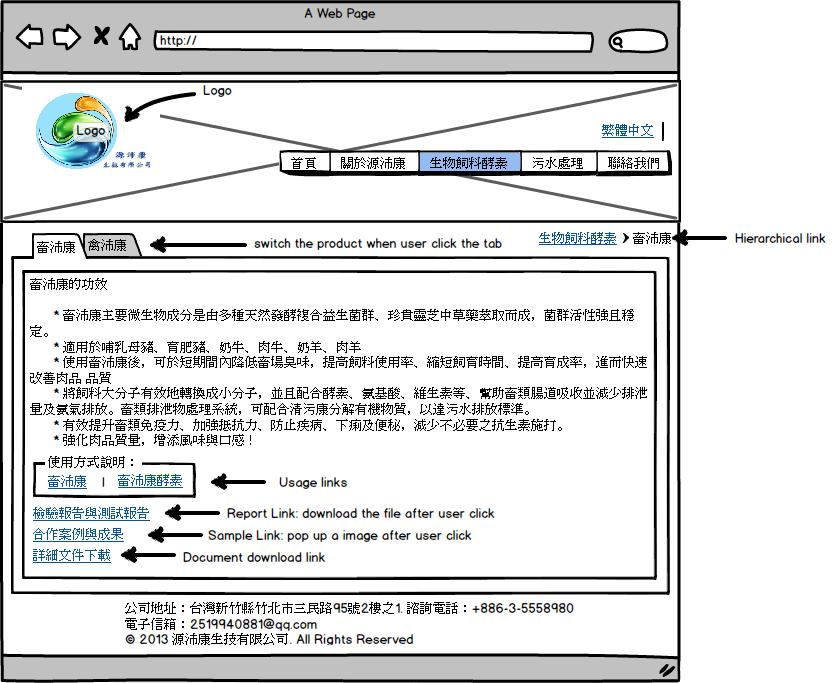 A Web Page
http://
Logo
Logo
源沛康
生技有限公司
繁體中文
首頁 關於源沛康 生物飼料酵素 污水處理 聯絡我們
畜沛康 禽沛康 switch the product when user click the tab 生物飼料酵素 > 畜沛康 Hierarchical link
畜沛康的功效
* 畜沛康主要微生物成分是由多種天然發酵複合益生菌群、珍貴靈芝中草藥萃取而成，菌群活性強且穩
定。
* 適用於哺乳母豬、育肥豬、奶牛、肉牛、奶羊、肉羊
* 使用畜沛康後，可於短期間內降低畜場臭味，提高飼料使用率、縮短飼育時間、提高育成率，進而快速
改善肉品 品質
* 將飼料大分子有效地轉換成小分子，並且配合酵素、氨基酸、維生素等、幫助畜類腸道吸收並減少排泄
量及氨氣排放。畜類排泄物處理系統，可配合清污康分解有機物質，以達污水排放標準。
* 有效提升畜類免疫力、加強抵抗力、防止疾病、下痢及便秘，減少不必要之抗生素施打。
* 強化肉品質量，增添風味與口感！
使用方式說明：
畜沛康 | 畜沛康酵素 Usage links
檢驗報告與測試報告 Report Link: download the file after user click
合作案例與成果 Sample Link: pop up a image after user click
詳細文件下載 Document download link
公司地址：台灣新竹縣竹北市三民路95號2樓之1. 諮詢電話：+886-3-5558980
電子信箱：2519940881@qq.com
© 2013 源沛康生技有限公司. All Rights Reserved